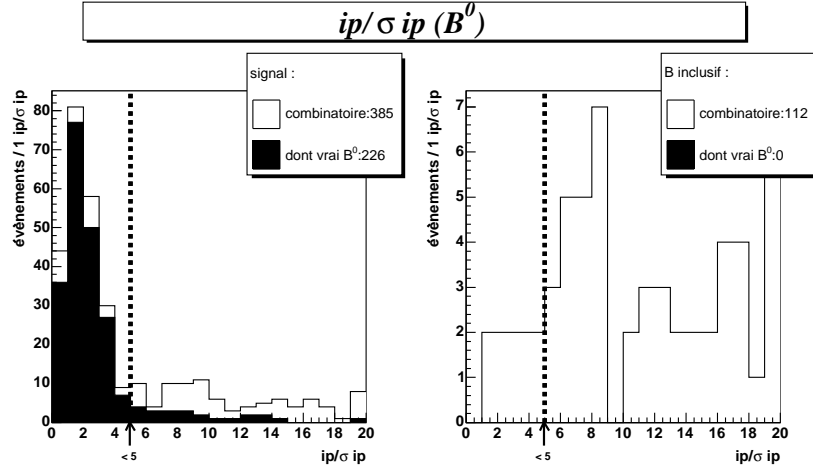 ip/σ ip (B⁰)
signal :
combinatoire:385
dont vrai B⁰:226
évènements / 1 ip/σ ip
80
70
60
50
40
30
20
10
0
0 2 4 6 8 10 12 14 16 18 20
< 5
ip/σ ip
B inclusif :
combinatoire:112
dont vrai B⁰:0
évènements / 1 ip/σ ip
7
6
5
4
3
2
1
0
0 2 4 6 8 10 12 14 16 18 20
< 5
ip/σ ip